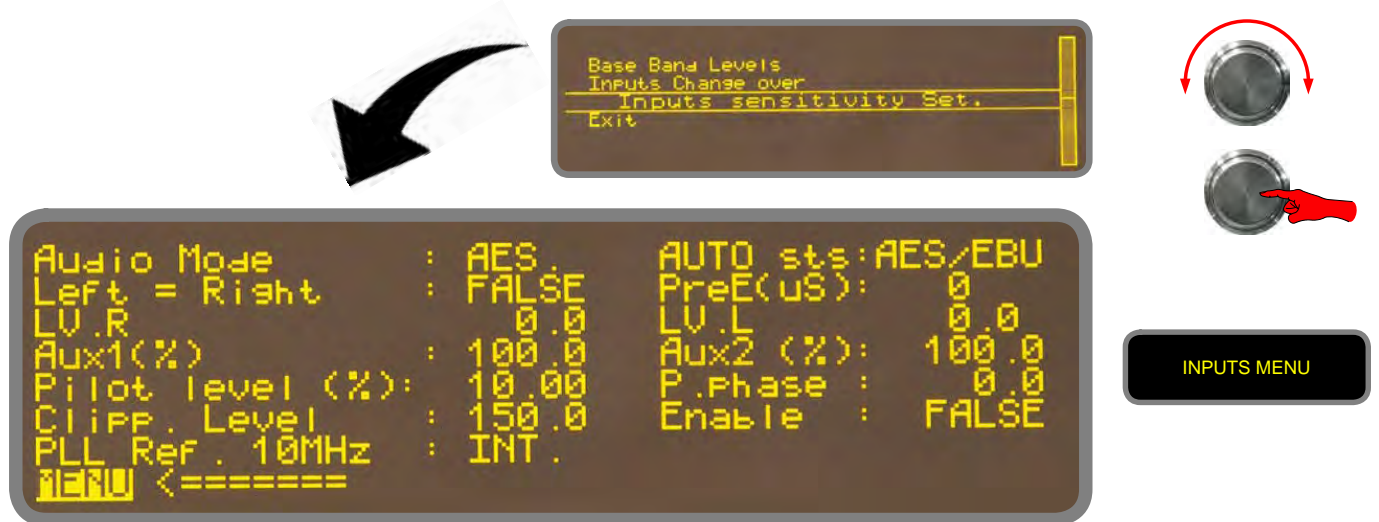 Base Band Levels
Inputs Change over
Inputs sensitivity Set.
Exit
Audio Mode : AES. AUTO sts:AES/EBU
Left = Right : FALSE PreE(uS): 0
LV.R 0.0 LV.L 0.0
Aux1(%) : 100.0 Aux2 (%): 100.0
Pilot level (%): 10.00 P.phase : 0.0
Clipp. Level : 150.0 Enable : FALSE
PLL Ref. 10MHz : INT.
MENU <=======
INPUTS MENU